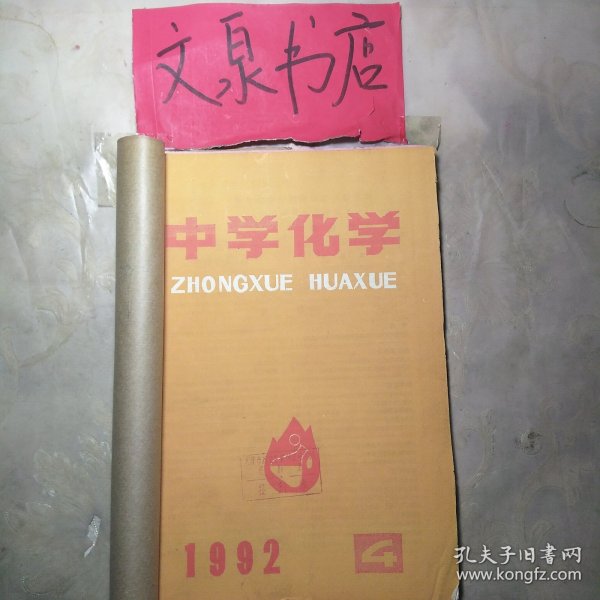 文泉书店
中学化学
ZHONGXUE HUAXUE
1992 4
孔夫子旧书网
www.kongfz.com